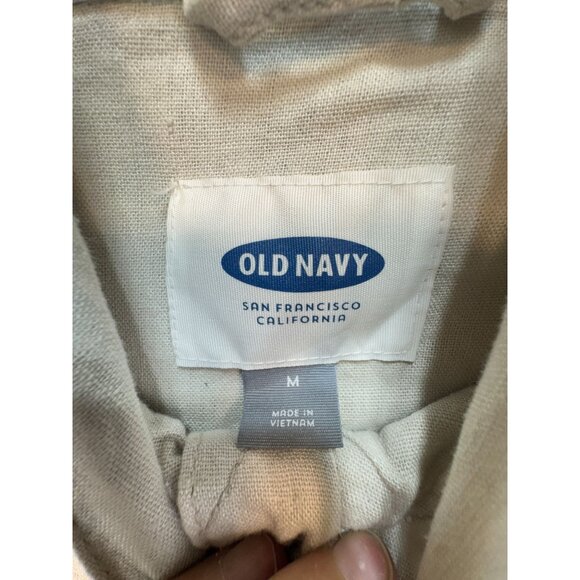 OLD NAVY
SAN FRANCISCO
CALIFORNIA
M
MADE IN
VIETNAM